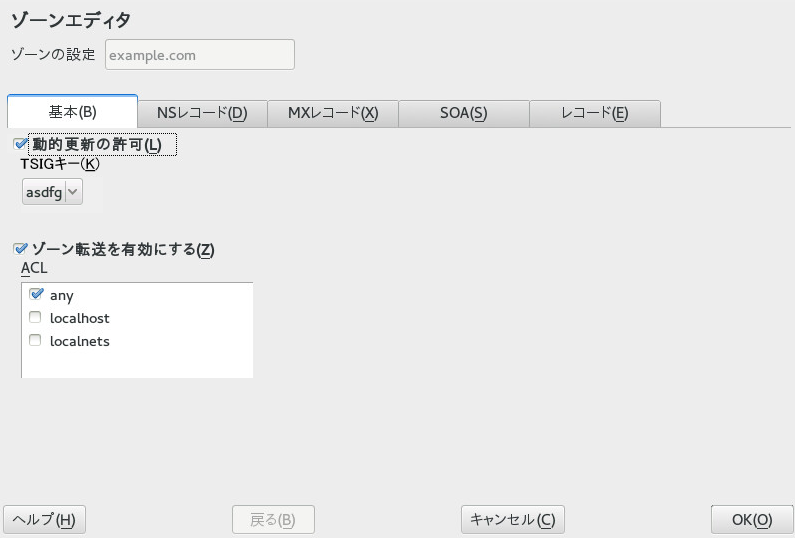 ゾーンエディタ
ゾーンの設定 example.com
基本(B) NSレコード(D) MXレコード(X) SOA(S) レコード(E)
動的更新の許可(L)
TSIGキー(K)
asdfg
ゾーン転送を有効にする(Z)
ACL
any
localhost
localnets
ヘルプ(H) 戻る(B) キャンセル(C) OK(O)